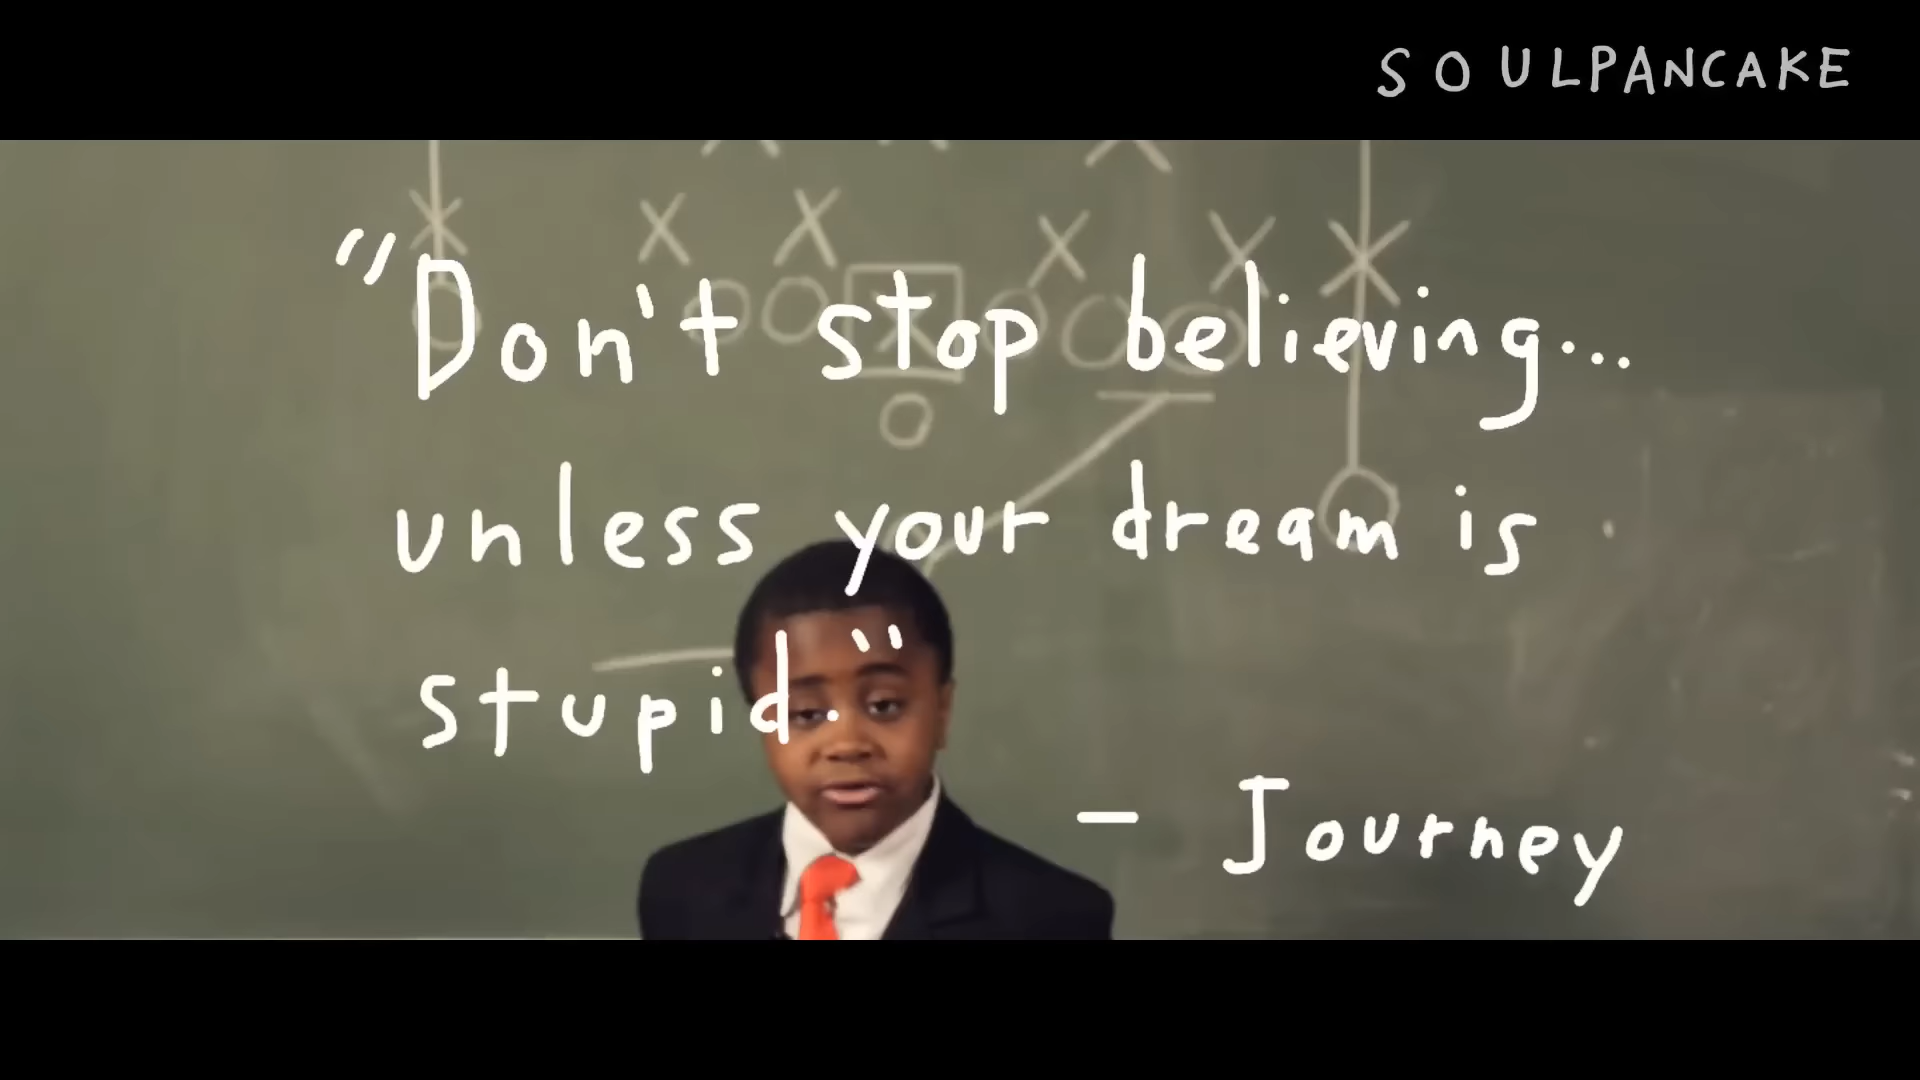 SOULPANCAKE
"Don't stop believing...
unless your dream is
stupid."
- Journey